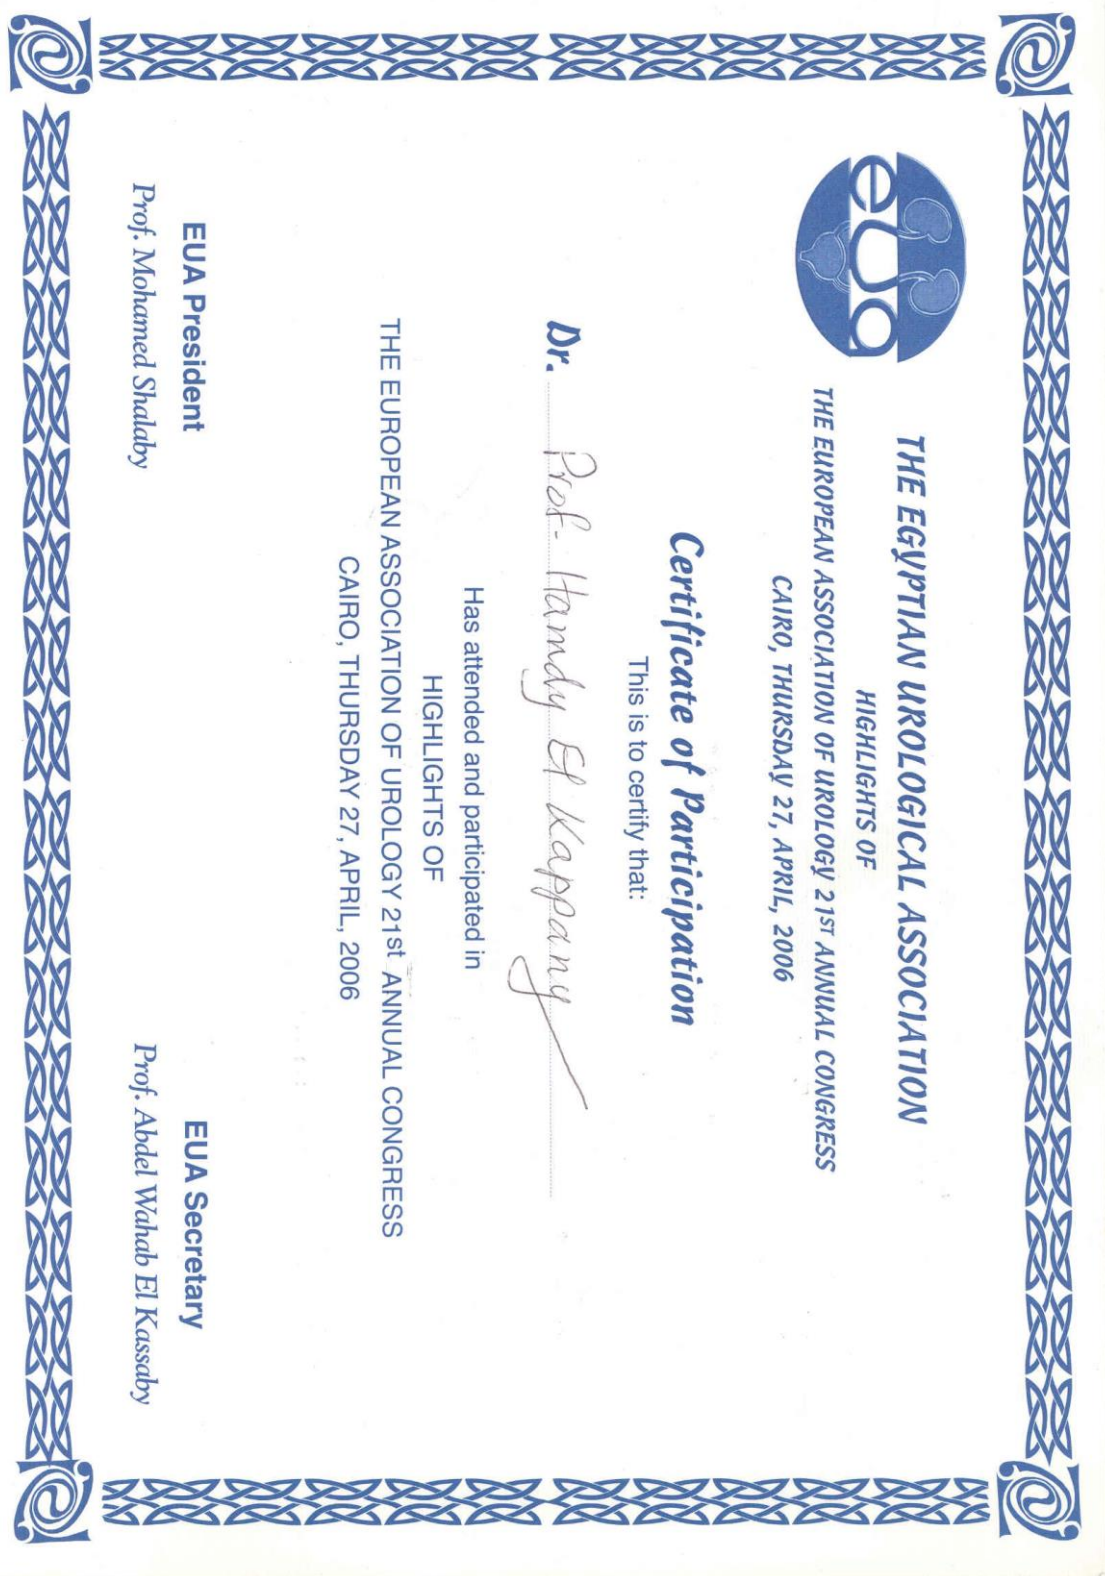 eua
THE EGYPTIAN UROLOGICAL ASSOCIATION
HIGHLIGHTS OF
THE EUROPEAN ASSOCIATION OF UROLOGY 21ST ANNUAL CONGRESS
CAIRO, THURSDAY 27, APRIL, 2006
Certificate of Participation
This is to certify that:
Dr. Prof. Hamdy El Kappany
Has attended and participated in
HIGHLIGHTS OF
THE EUROPEAN ASSOCIATION OF UROLOGY 21st ANNUAL CONGRESS
CAIRO, THURSDAY 27, APRIL, 2006
EUA President
Prof. Mohamed Shalaby
EUA Secretary
Prof. Abdel Wahab El Kassaby